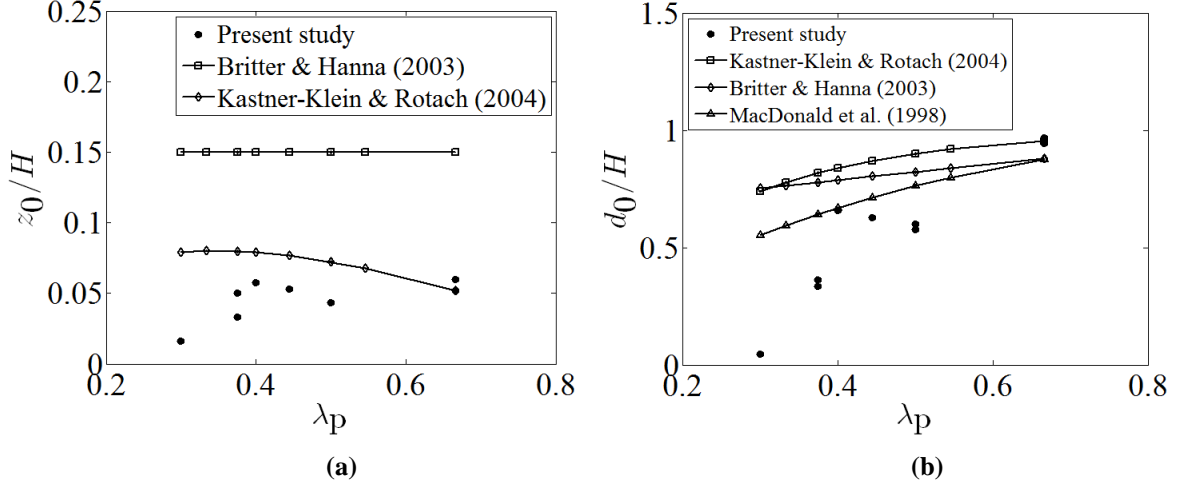 (a)
0.25
0.2
0.15
0.1
0.05
0
0.2
0.4
0.6
0.8
z0/H
λp
Present study
Britter & Hanna (2003)
Kastner-Klein & Rotach (2004)
(b)
1.5
1
0.5
0
0.2
0.4
0.6
0.8
d0/H
λp
Present study
Kastner-Klein & Rotach (2004)
Britter & Hanna (2003)
MacDonald et al. (1998)